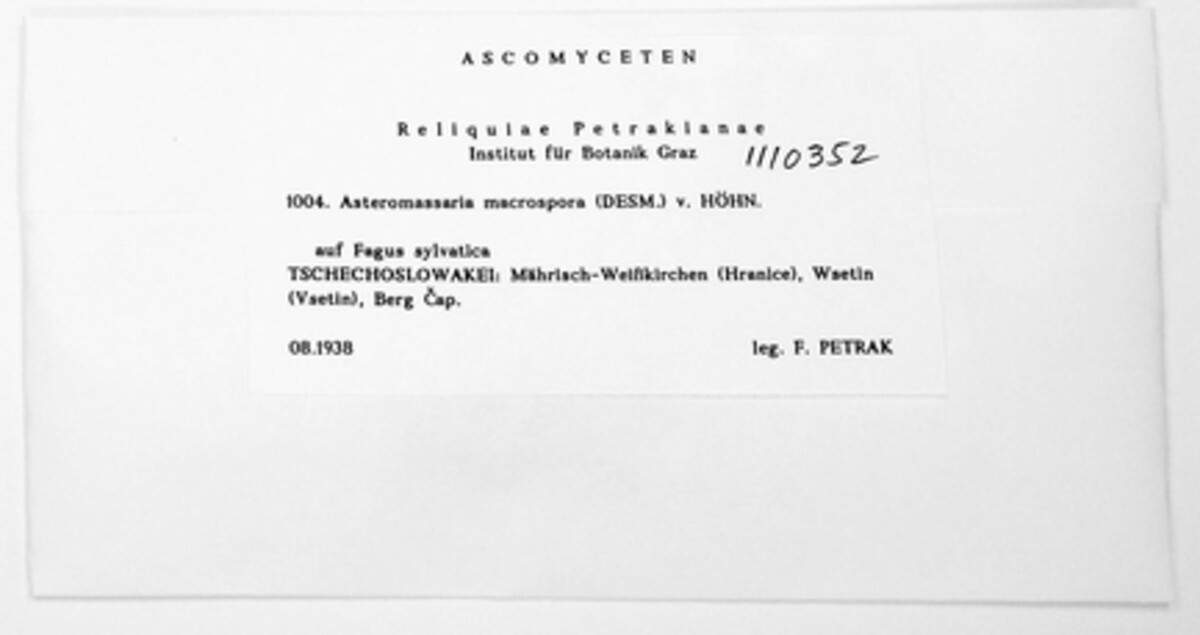 ASCOMYCETEN
Reliquiae Petrakianae
Institut für Botanik Graz 1110352
1004. Asteromassaria macrospora (DESM.) v. HÖHN.
auf Fagus sylvatica
TSCHECHOSLOWAKEI: Mährisch-Weißkirchen (Hranice), Wsetin
(Vsetin), Berg Čap.
08.1938 leg. F. PETRAK